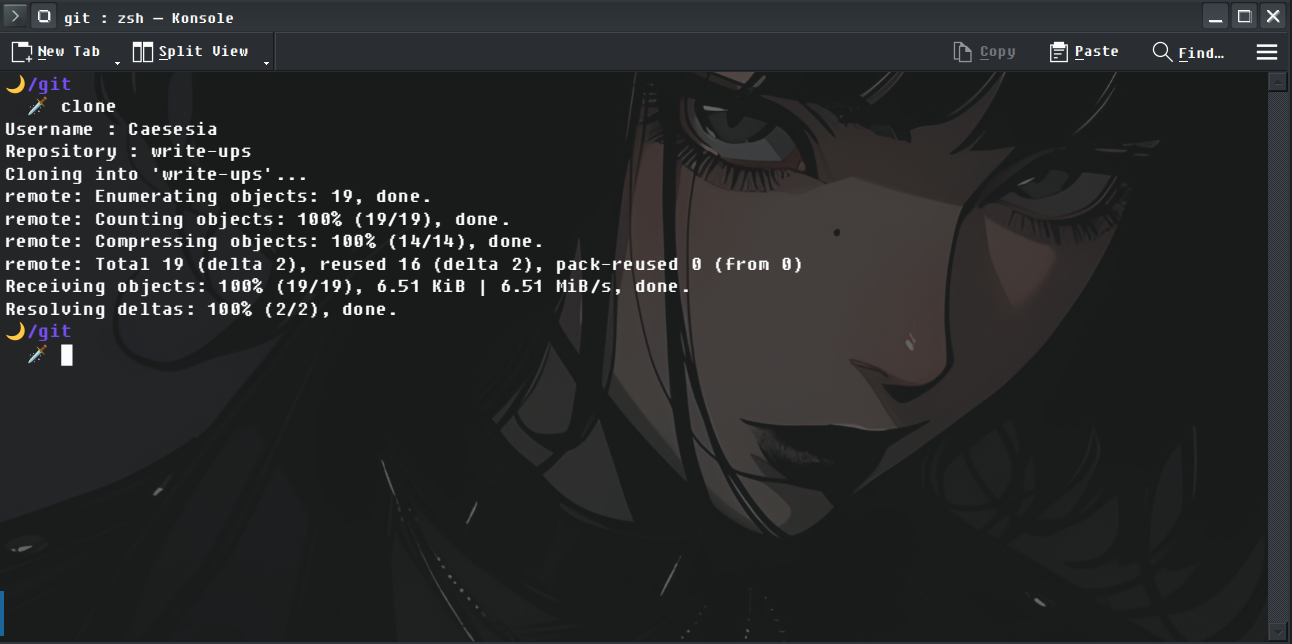 git : zsh — Konsole
New Tab Split View Copy Paste Find...
🌙/git
🗡️ clone
Username : Caesesia
Repository : write-ups
Cloning into 'write-ups'...
remote: Enumerating objects: 19, done.
remote: Counting objects: 100% (19/19), done.
remote: Compressing objects: 100% (14/14), done.
remote: Total 19 (delta 2), reused 16 (delta 2), pack-reused 0 (from 0)
Receiving objects: 100% (19/19), 6.51 KiB | 6.51 MiB/s, done.
Resolving deltas: 100% (2/2), done.
🌙/git
🗡️